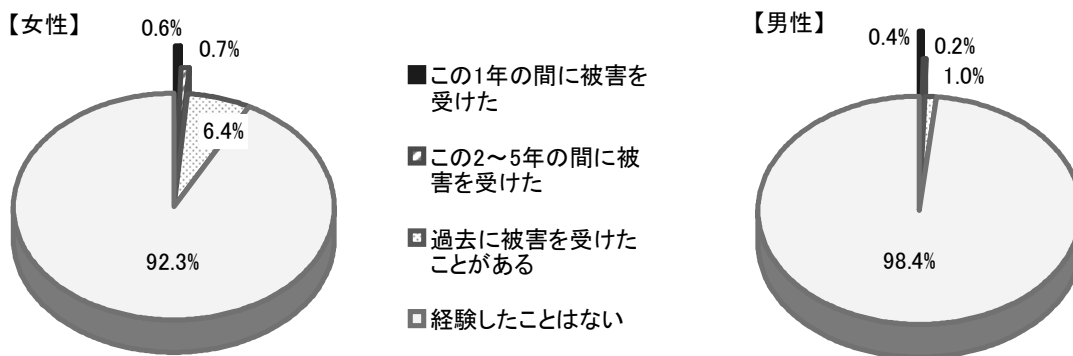 【女性】
0.6%
0.7%
6.4%
92.3%
■この1年の間に被害を
受けた
この2～5年の間に被
害を受けた
過去に被害を受けた
ことがある
経験したことはない
【男性】
0.4%
0.2%
1.0%
98.4%